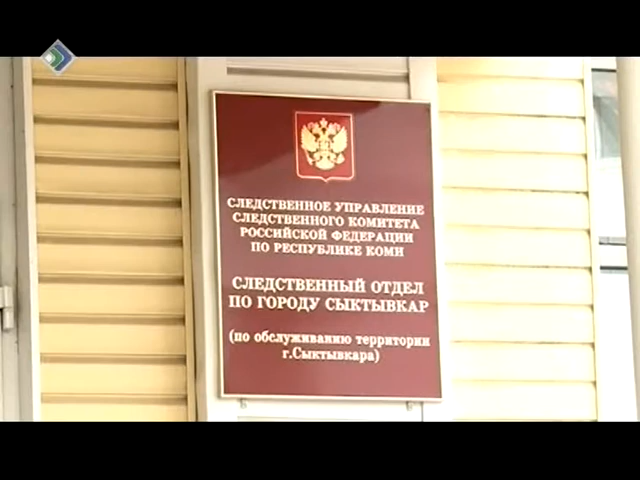 СЛЕДСТВЕННОЕ УПРАВЛЕНИЕ
СЛЕДСТВЕННОГО КОМИТЕТА
РОССИЙСКОЙ ФЕДЕРАЦИИ
ПО РЕСПУБЛИКЕ КОМИ
СЛЕДСТВЕННЫЙ ОТДЕЛ
ПО ГОРОДУ СЫКТЫВКАР
(по обслуживанию территории
г.Сыктывкара)